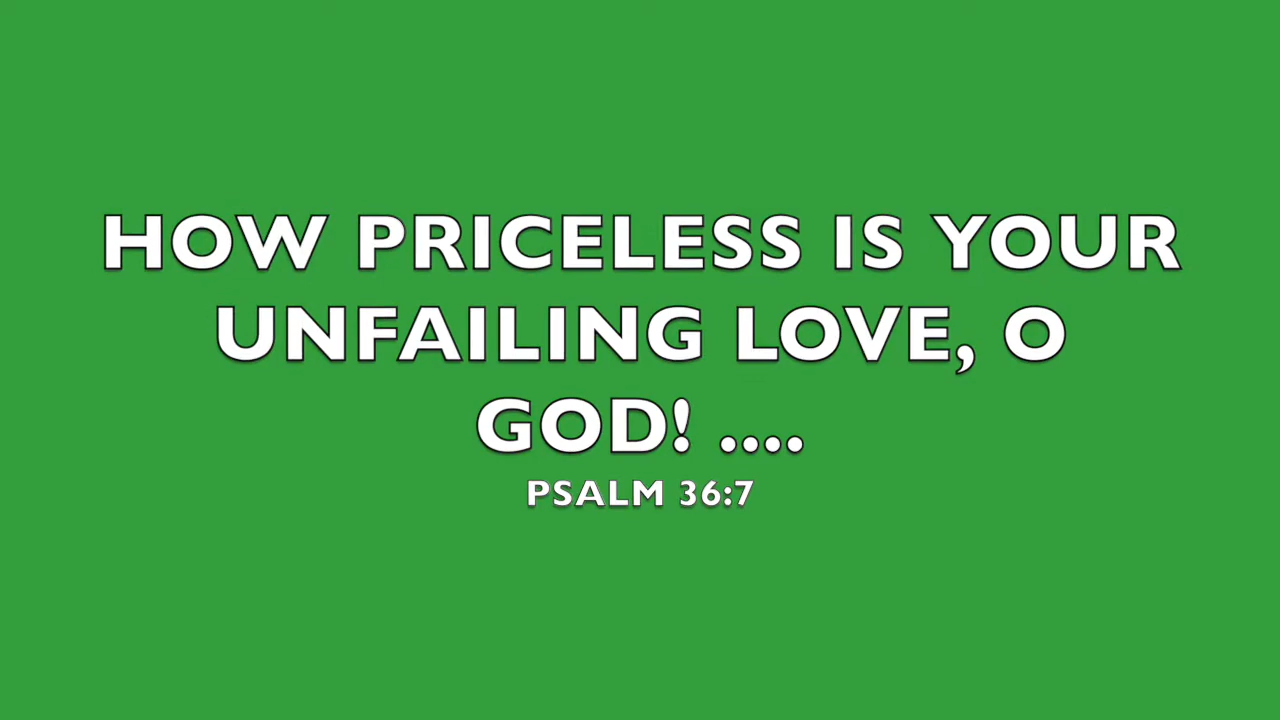 HOW PRICELESS IS YOUR
UNFAILING LOVE, O
GOD! ....
PSALM 36:7